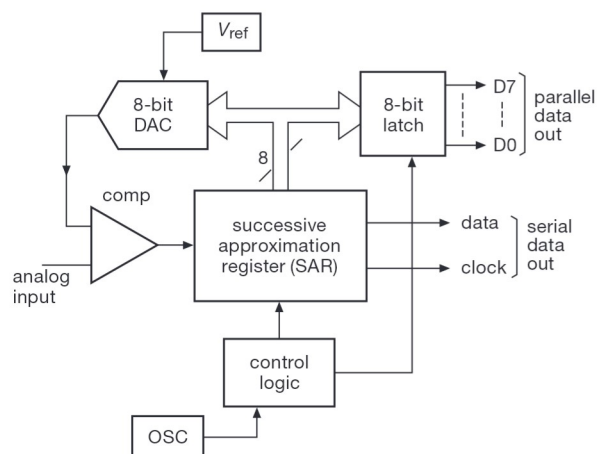 Vref
8-bit
DAC
8-bit
latch
D7
D0
parallel
data
out
8
comp
successive
approximation
register (SAR)
data
clock
serial
data
out
analog
input
control
logic
OSC